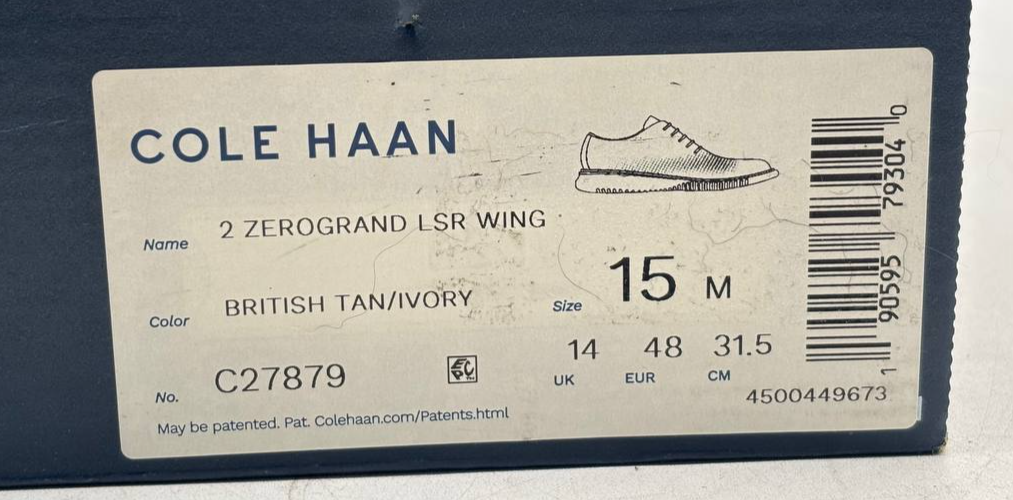 COLE HAAN
Name 2 ZEROGRAND LSR WING
Color BRITISH TAN/IVORY
Size 15 M
No. C27879
14 48 31.5
UK EUR CM
4500449673
May be patented. Pat. Colehaan.com/Patents.html
1 90595 79304 0